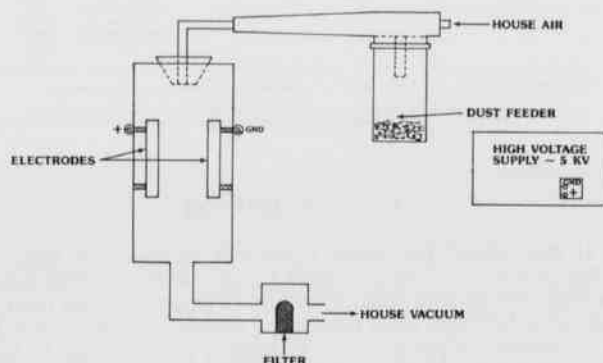 HOUSE AIR
DUST FEEDER
+
GND
ELECTRODES
HIGH VOLTAGE
SUPPLY – 5 KV
GND
+
HOUSE VACUUM
FILTER